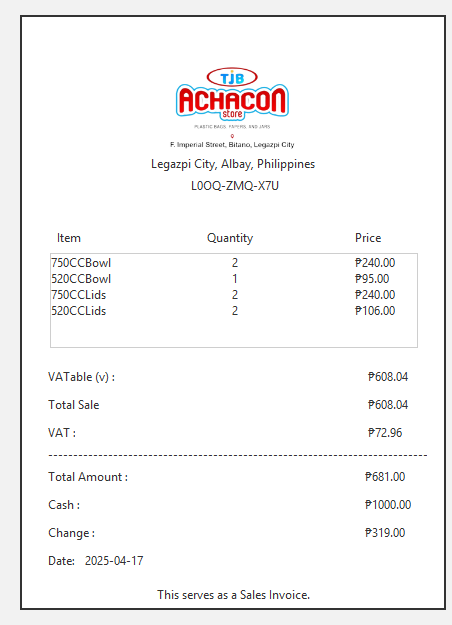 TJB
ACHACON
store
PLASTIC BAGS, PAPERS, AND JARS
F. Imperial Street, Bitano, Legazpi City
Legazpi City, Albay, Philippines
L0OQ-ZMQ-X7U
Item Quantity Price
750CCBowl 2 ₱240.00
520CCBowl 1 ₱95.00
750CCLids 2 ₱240.00
520CCLids 2 ₱106.00
VATable (v) : ₱608.04
Total Sale ₱608.04
VAT : ₱72.96
--------------------------------------------------------------------------------
Total Amount : ₱681.00
Cash : ₱1000.00
Change : ₱319.00
Date: 2025-04-17
This serves as a Sales Invoice.